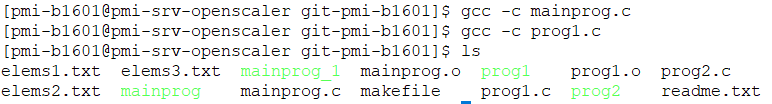 [pmi-b1601@pmi-srv-openscaler git-pmi-b1601]$ gcc -c mainprog.c
[pmi-b1601@pmi-srv-openscaler git-pmi-b1601]$ gcc -c prog1.c
[pmi-b1601@pmi-srv-openscaler git-pmi-b1601]$ ls
elems1.txt  elems3.txt  mainprog_1  mainprog.o  prog1    prog1.o  prog2.c
elems2.txt  mainprog    mainprog.c  makefile    prog1.c  prog2    readme.txt